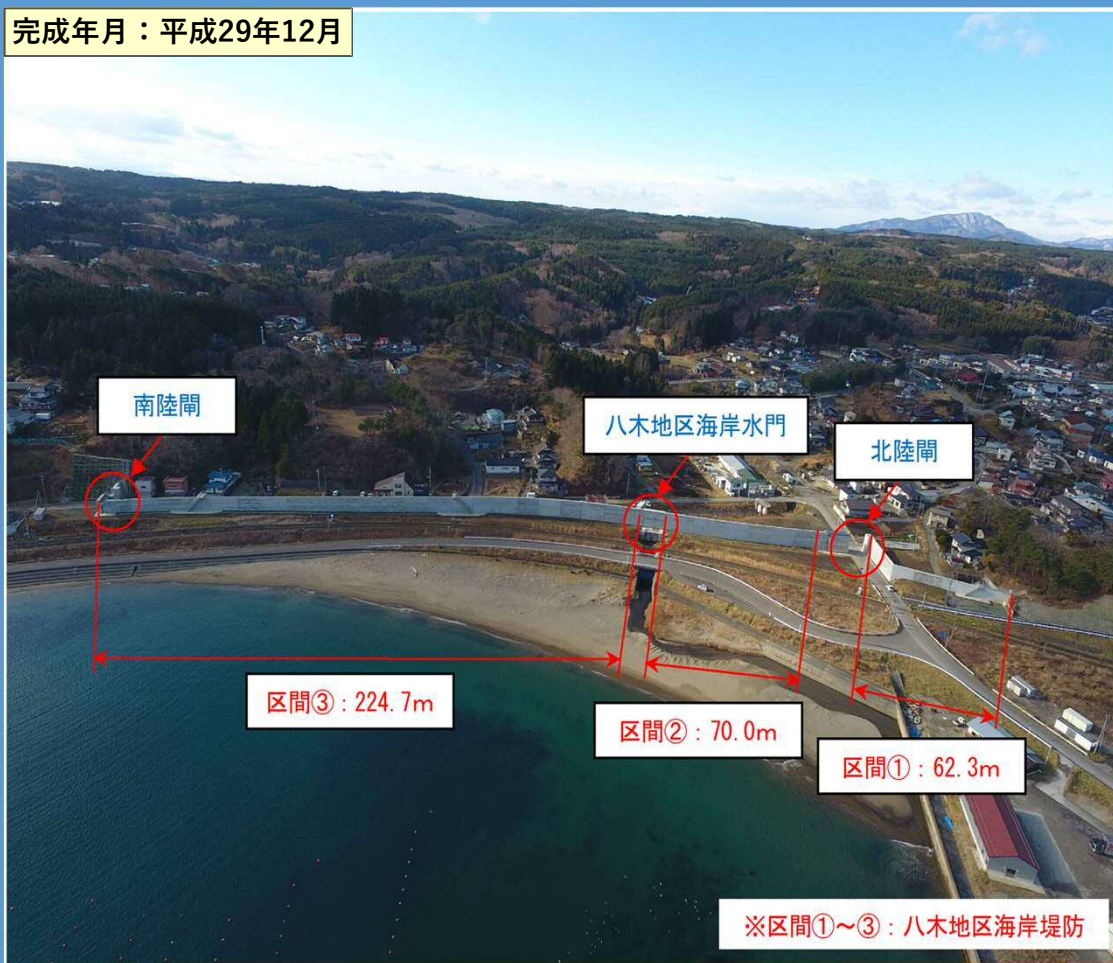 完成年月：平成29年12月
南陸閘
八木地区海岸水門
北陸閘
区間③：224.7m
区間②：70.0m
区間①：62.3m
※区間①～③：八木地区海岸堤防